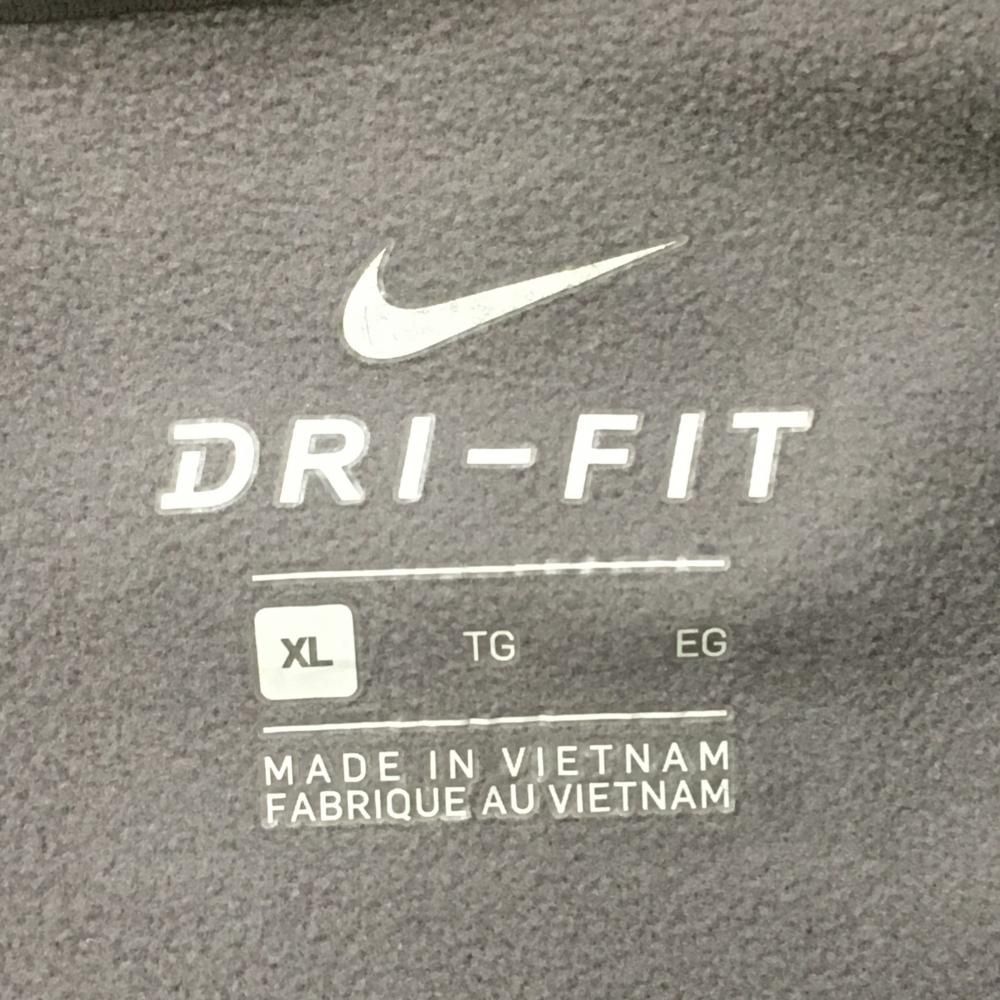 DRI-FIT
XL TG EG
MADE IN VIETNAM
FABRIQUE AU VIETNAM